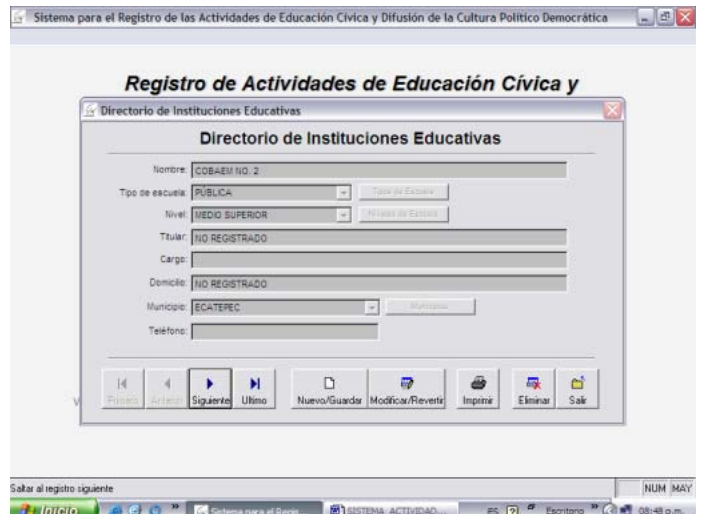 Sistema para el Registro de las Actividades de Educación Cívica y Difusión de la Cultura Político Democrática
Registro de Actividades de Educación Cívica y
Directorio de Instituciones Educativas
Directorio de Instituciones Educativas
Nombre: COBAEM NO. 2
Tipo de escuela: PÚBLICA Tipos de Escuela
Nivel: MEDIO SUPERIOR Niveles de Escuela
Titular: NO REGISTRADO
Cargo:
Domicilio: NO REGISTRADO
Municipio: ECATEPEC Municipios
Teléfono:
Primero Anterior Siguiente Ultimo Nuevo/Guardar Modificar/Revertir Imprimir Eliminar Salir
V
Saltar al registro siguiente NUM MAY
Inicio Sistema para el Regis... SISTEMA_ACTIVIDAD... ES Escritorio 08:48 p.m.